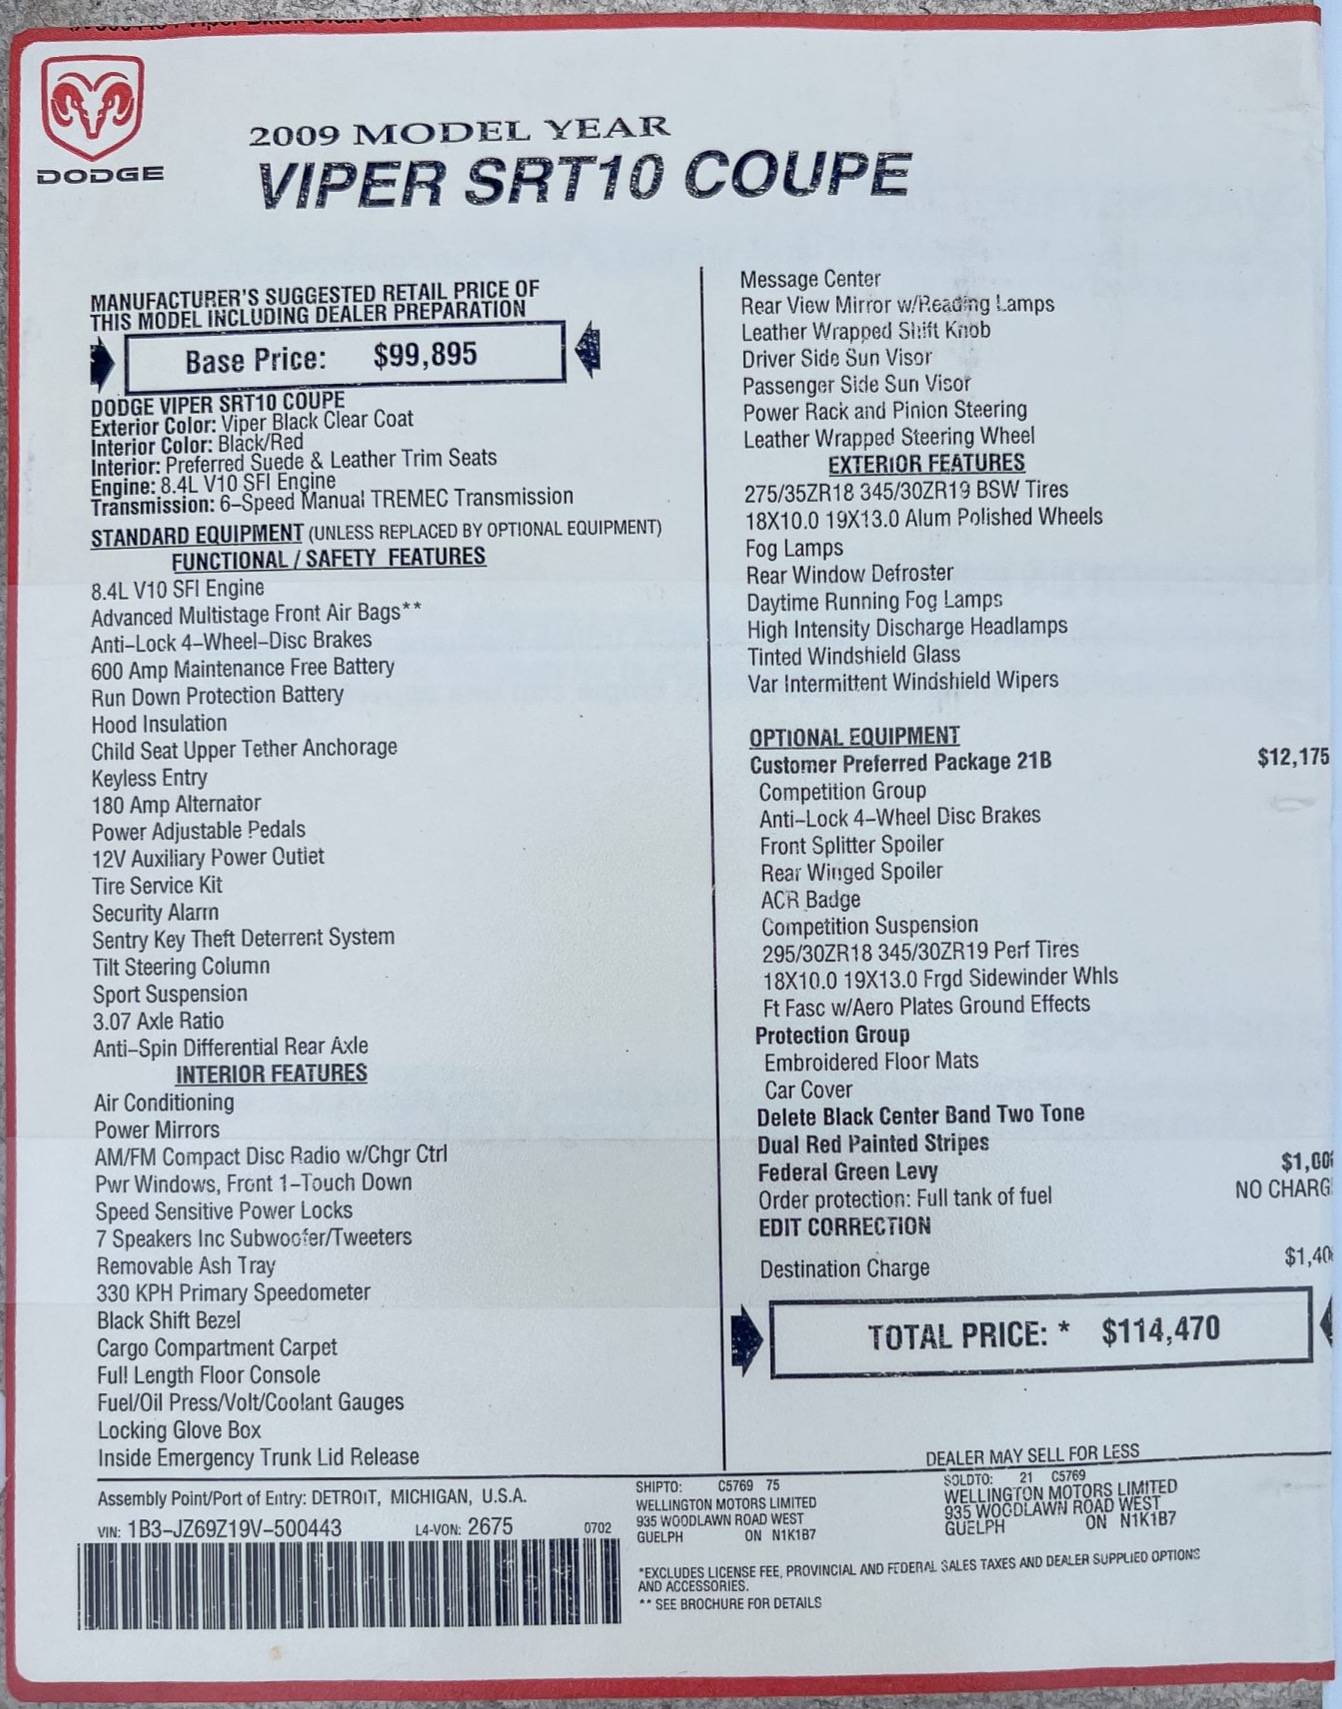 DODGE
2009 MODEL YEAR
VIPER SRT10 COUPE
MANUFACTURER'S SUGGESTED RETAIL PRICE OF
THIS MODEL INCLUDING DEALER PREPARATION
Base Price: $99,895
DODGE VIPER SRT10 COUPE
Exterior Color: Viper Black Clear Coat
Interior Color: Black/Red
Interior: Preferred Suede & Leather Trim Seats
Engine: 8.4L V10 SFI Engine
Transmission: 6-Speed Manual TREMEC Transmission
STANDARD EQUIPMENT (UNLESS REPLACED BY OPTIONAL EQUIPMENT)
FUNCTIONAL / SAFETY FEATURES
8.4L V10 SFI Engine
Advanced Multistage Front Air Bags**
Anti-Lock 4-Wheel-Disc Brakes
600 Amp Maintenance Free Battery
Run Down Protection Battery
Hood Insulation
Child Seat Upper Tether Anchorage
Keyless Entry
180 Amp Alternator
Power Adjustable Pedals
12V Auxiliary Power Outlet
Tire Service Kit
Security Alarm
Sentry Key Theft Deterrent System
Tilt Steering Column
Sport Suspension
3.07 Axle Ratio
Anti-Spin Differential Rear Axle
INTERIOR FEATURES
Air Conditioning
Power Mirrors
AM/FM Compact Disc Radio w/Chgr Ctrl
Pwr Windows, Front 1-Touch Down
Speed Sensitive Power Locks
7 Speakers Inc Subwoofer/Tweeters
Removable Ash Tray
330 KPH Primary Speedometer
Black Shift Bezel
Cargo Compartment Carpet
Full Length Floor Console
Fuel/Oil Press/Volt/Coolant Gauges
Locking Glove Box
Inside Emergency Trunk Lid Release
Message Center
Rear View Mirror w/Reading Lamps
Leather Wrapped Shift Knob
Driver Side Sun Visor
Passenger Side Sun Visor
Power Rack and Pinion Steering
Leather Wrapped Steering Wheel
EXTERIOR FEATURES
275/35ZR18 345/30ZR19 BSW Tires
18X10.0 19X13.0 Alum Polished Wheels
Fog Lamps
Rear Window Defroster
Daytime Running Fog Lamps
High Intensity Discharge Headlamps
Tinted Windshield Glass
Var Intermittent Windshield Wipers
OPTIONAL EQUIPMENT
Customer Preferred Package 21B $12,175
Competition Group
Anti-Lock 4-Wheel Disc Brakes
Front Splitter Spoiler
Rear Winged Spoiler
ACR Badge
Competition Suspension
295/30ZR18 345/30ZR19 Perf Tires
18X10.0 19X13.0 Frgd Sidewinder Whls
Ft Fasc w/Aero Plates Ground Effects
Protection Group
Embroidered Floor Mats
Car Cover
Delete Black Center Band Two Tone
Dual Red Painted Stripes
Federal Green Levy $1,00
Order protection: Full tank of fuel NO CHARG
EDIT CORRECTION
Destination Charge $1,40
TOTAL PRICE: * $114,470
DEALER MAY SELL FOR LESS
Assembly Point/Port of Entry: DETROIT, MICHIGAN, U.S.A.
VIN: 1B3-JZ69Z19V-500443 L4-VON: 2675 0702
SHIPTO: C5769 75
WELLINGTON MOTORS LIMITED
935 WOODLAWN ROAD WEST
GUELPH ON N1K1B7
SOLDTO: 21 C5769
WELLINGTON MOTORS LIMITED
935 WOODLAWN ROAD WEST
GUELPH ON N1K1B7
*EXCLUDES LICENSE FEE, PROVINCIAL AND FEDERAL SALES TAXES AND DEALER SUPPLIED OPTIONS
AND ACCESSORIES.
** SEE BROCHURE FOR DETAILS